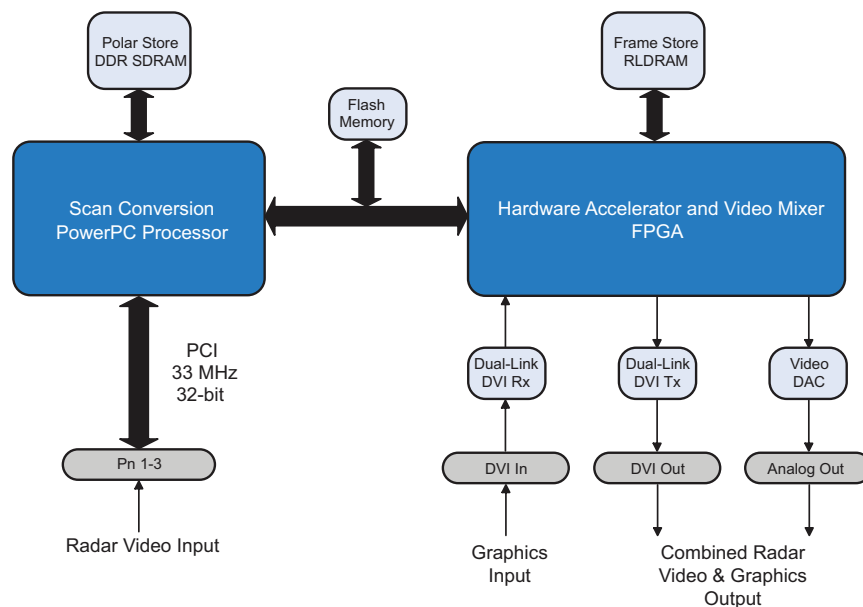 Polar Store
DDR SDRAM
Frame Store
RLDRAM
Flash
Memory
Scan Conversion
PowerPC Processor
Hardware Accelerator and Video Mixer
FPGA
PCI
33 MHz
32-bit
Dual-Link
DVI Rx
Dual-Link
DVI Tx
Video
DAC
Pn 1-3
DVI In
DVI Out
Analog Out
Radar Video Input
Graphics
Input
Combined Radar
Video & Graphics
Output